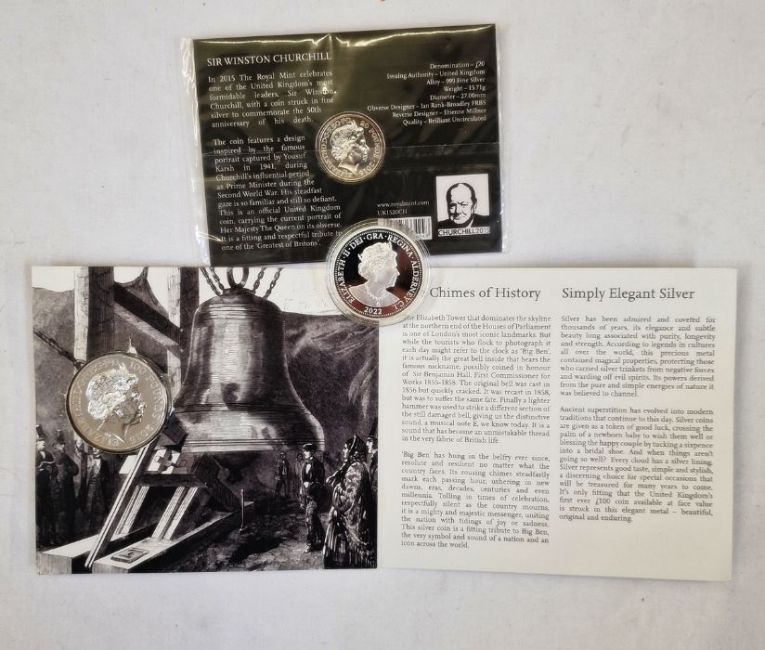 SIR WINSTON CHURCHILL
In 2015 The Royal Mint celebrates
one of the United Kingdom's most
formidable leaders, Sir Winston
Churchill, with a coin struck in fine
silver to commemorate the 50th
anniversary of his death.
The coin features a design
inspired by the famous
portrait captured by Yousuf
Karsh in 1941, during
Churchill's influential period
as Prime Minister during the
Second World War. His steadfast
gaze is so familiar and still so defiant.
This is an official United Kingdom
coin, carrying the current portrait of
Her Majesty The Queen on its obverse.
It is a fitting and respectful tribute to
one of the 'Greatest of Britons'.
Denomination – £20
Issuing Authority – United Kingdom
Alloy – .999 Fine Silver
Weight – 15.71g
Diameter – 27.00mm
Obverse Designer – Ian Rank-Broadley FRBS
Reverse Designer – Etienne Millner
Quality – Brilliant Uncirculated
www.royalmint.com
UK1520CH
CHURCHILL2015
ELIZABETH·II·DEI·GRA·REGINA·ALDERNEY
2022
Chimes of History
The Elizabeth Tower that dominates the skyline
at the northern end of the Houses of Parliament
is one of London's most iconic landmarks. But
while the tourists who flock to photograph it
each day might refer to the clock as 'Big Ben',
it is actually the great bell inside that bears the
famous nickname, possibly coined in honour
of Sir Benjamin Hall, First Commissioner for
Works 1855-1858. The original bell was cast in
1856 but quickly cracked. It was recast in 1858,
but was to suffer the same fate. Finally a lighter
hammer was used to strike a different section of
the still damaged bell, giving us the distinctive
sound, a musical note E, we know today. It is a
sound that has become an unmistakable thread in
the very fabric of British life.
'Big Ben has hung in the belfry ever since,
resolute and resilient no matter what the
country faces. Its rousing chimes steadfastly
mark each passing hour, ushering in new
dawns, eras, decades, centuries and even
millennia. Tolling in times of celebration,
respectfully silent as the country mourns,
it is a mighty and majestic messenger, uniting
the nation with tidings of joy or sadness.
This silver coin is a fitting tribute to 'Big Ben,
the very symbol and sound of a nation and an
icon across the world.
Simply Elegant Silver
Silver has been admired and coveted for
thousands of years, its elegance and subtle
beauty long associated with purity, longevity
and strength. According to legends in cultures
all over the world, this precious metal
contained magical properties, protecting those
who carried silver trinkets from negative forces
and warding off evil spirits. Its powers derived
from the pure and simple energies of nature it
was believed to channel.
Ancient superstition has evolved into modern
traditions that continue to this day. Silver coins
are given as a token of good luck, crossing the
palm of a newborn baby to wish them well or
blessing the happy couple by tucking a sixpence
into a bridal shoe. And when things aren't
going so well? Every cloud has a silver lining.
Silver represents good taste, simple and stylish,
a discerning choice for special occasions that
will be treasured for many years to come.
It's only fitting that the United Kingdom's
first ever £100 coin available at face value
is struck in this elegant metal – beautiful,
original and enduring.